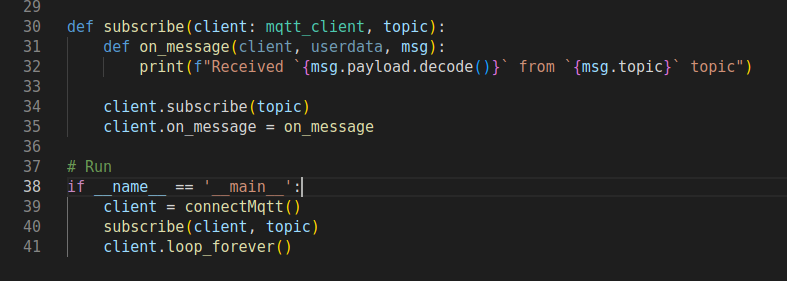 29
30 def subscribe(client: mqtt_client, topic):
31     def on_message(client, userdata, msg):
32         print(f"Received `{msg.payload.decode()}` from `{msg.topic}` topic")
33
34     client.subscribe(topic)
35     client.on_message = on_message
36
37 # Run
38 if __name__ == '__main__':
39     client = connectMqtt()
40     subscribe(client, topic)
41     client.loop_forever()